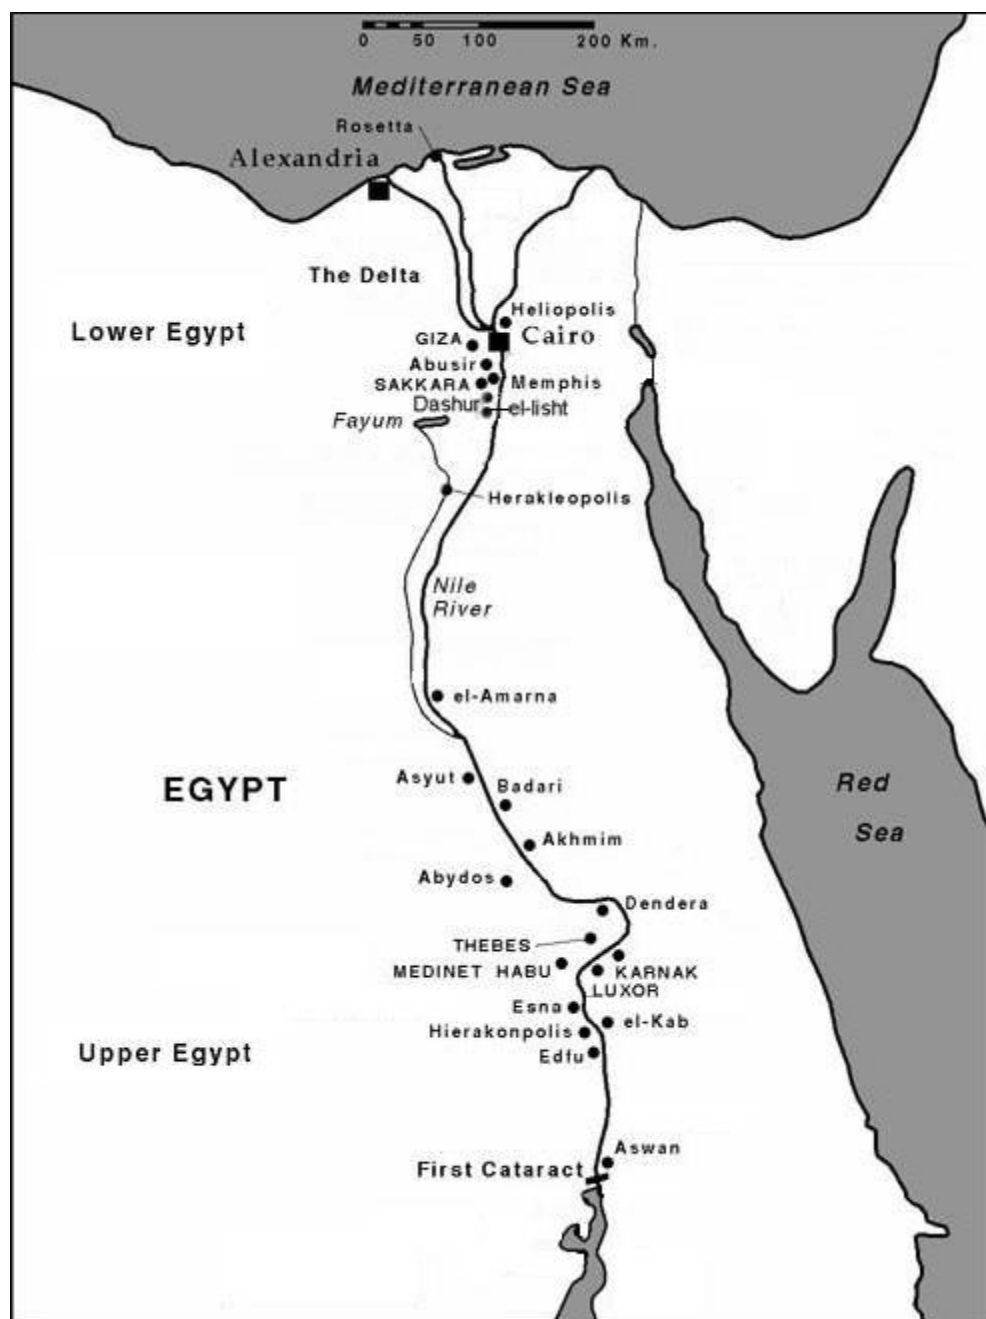 0 50 100 200 Km.
Mediterranean Sea
Rosetta
Alexandria
The Delta
Heliopolis
Lower Egypt
Cairo
GIZA
Abusir
SAKKARA
Memphis
Dashur
el-lisht
Fayum
Herakleopolis
Nile
River
el-Amarna
Asyut
Badari
EGYPT
Red
Sea
Akhmim
Abydos
Dendera
THEBES
MEDINET HABU
KARNAK
LUXOR
Esna
el-Kab
Hierakonpolis
Edfu
Upper Egypt
Aswan
First Cataract